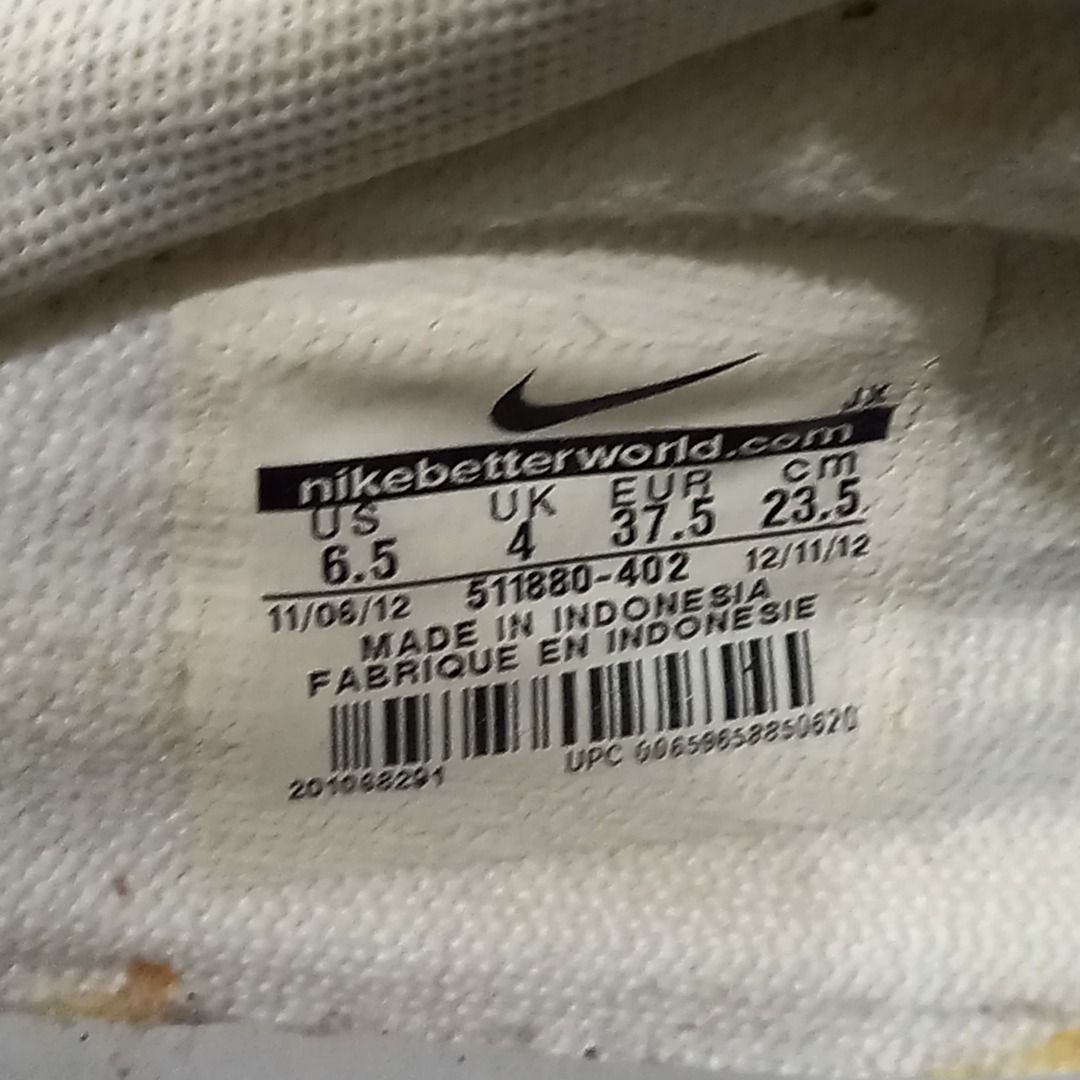 JX
nikebetterworld.com
US UK EUR cm
6.5 4 37.5 23.5
11/08/12 511880-402 12/11/12
MADE IN INDONESIA
FABRIQUE EN INDONESIE
201068291 UPC 00659658850620